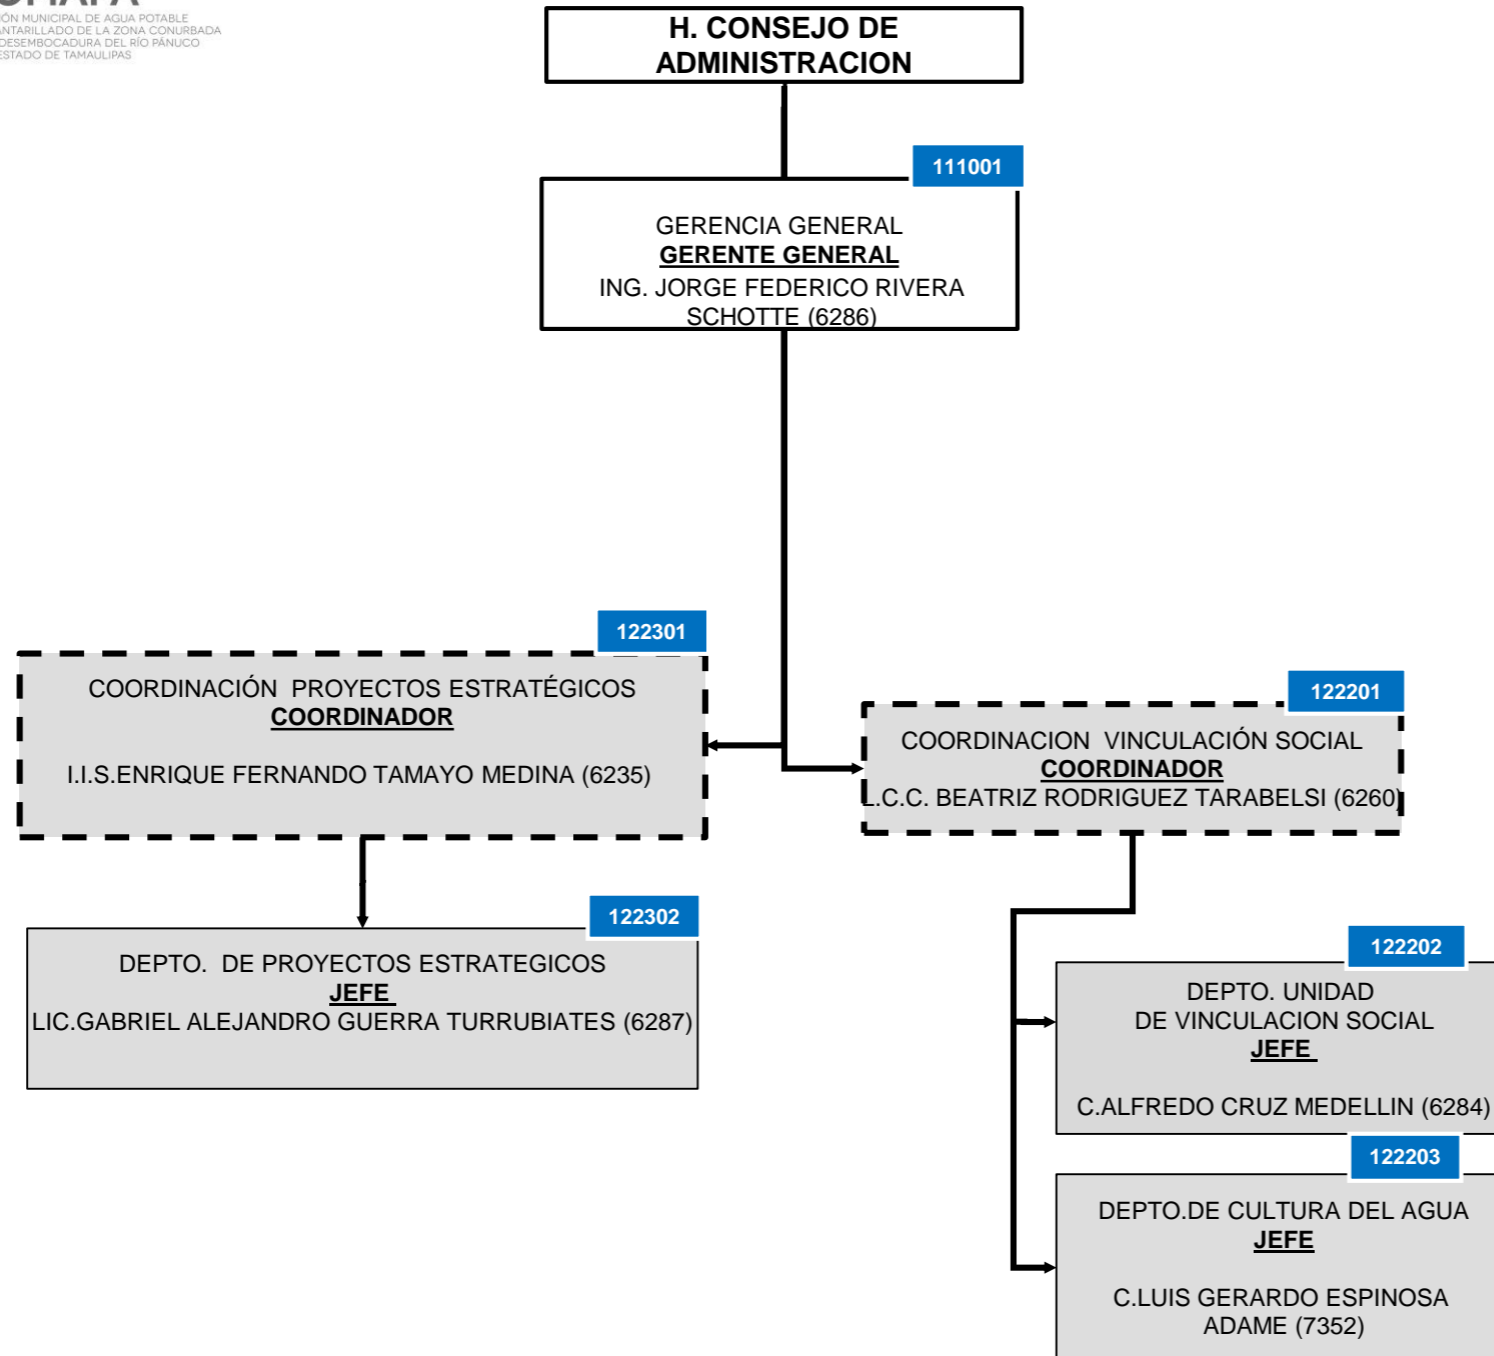 MUNICIPAL DE AGUA POTABLE
DE LA ZONA CONURBADA
DESEMBOCADURA DEL RÍO PÁNUCO
ESTADO DE TAMAULIPAS
H. CONSEJO DE
ADMINISTRACION
111001
GERENCIA GENERAL
GERENTE GENERAL
ING. JORGE FEDERICO RIVERA
SCHOTTE (6286)
122301
COORDINACIÓN PROYECTOS ESTRATÉGICOS
COORDINADOR
I.I.S.ENRIQUE FERNANDO TAMAYO MEDINA (6235)
122201
COORDINACION VINCULACIÓN SOCIAL
COORDINADOR
L.C.C. BEATRIZ RODRIGUEZ TARABELSI (6260)
122302
DEPTO. DE PROYECTOS ESTRATEGICOS
JEFE
LIC.GABRIEL ALEJANDRO GUERRA TURRUBIATES (6287)
122202
DEPTO. UNIDAD
DE VINCULACION SOCIAL
JEFE
C.ALFREDO CRUZ MEDELLIN (6284)
122203
DEPTO.DE CULTURA DEL AGUA
JEFE
C.LUIS GERARDO ESPINOSA
ADAME (7352)